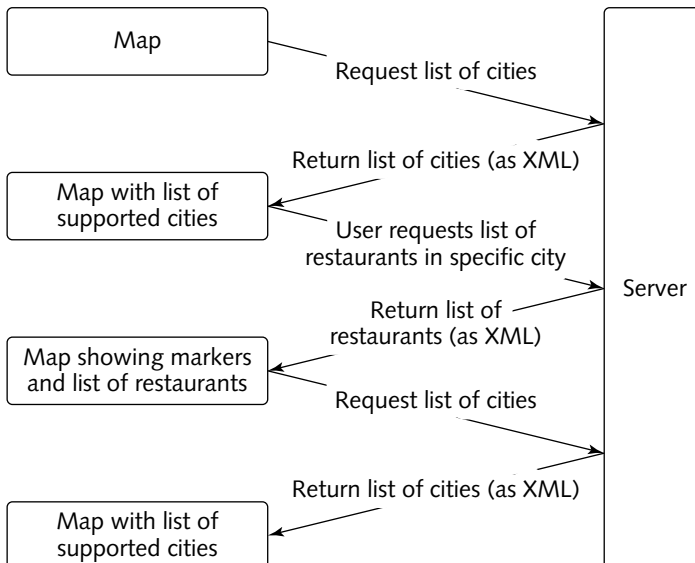 Map
Request list of cities
Return list of cities (as XML)
Map with list of
supported cities
User requests list of
restaurants in specific city
Server
Return list of
restaurants (as XML)
Map showing markers
and list of restaurants
Request list of cities
Return list of cities (as XML)
Map with list of
supported cities